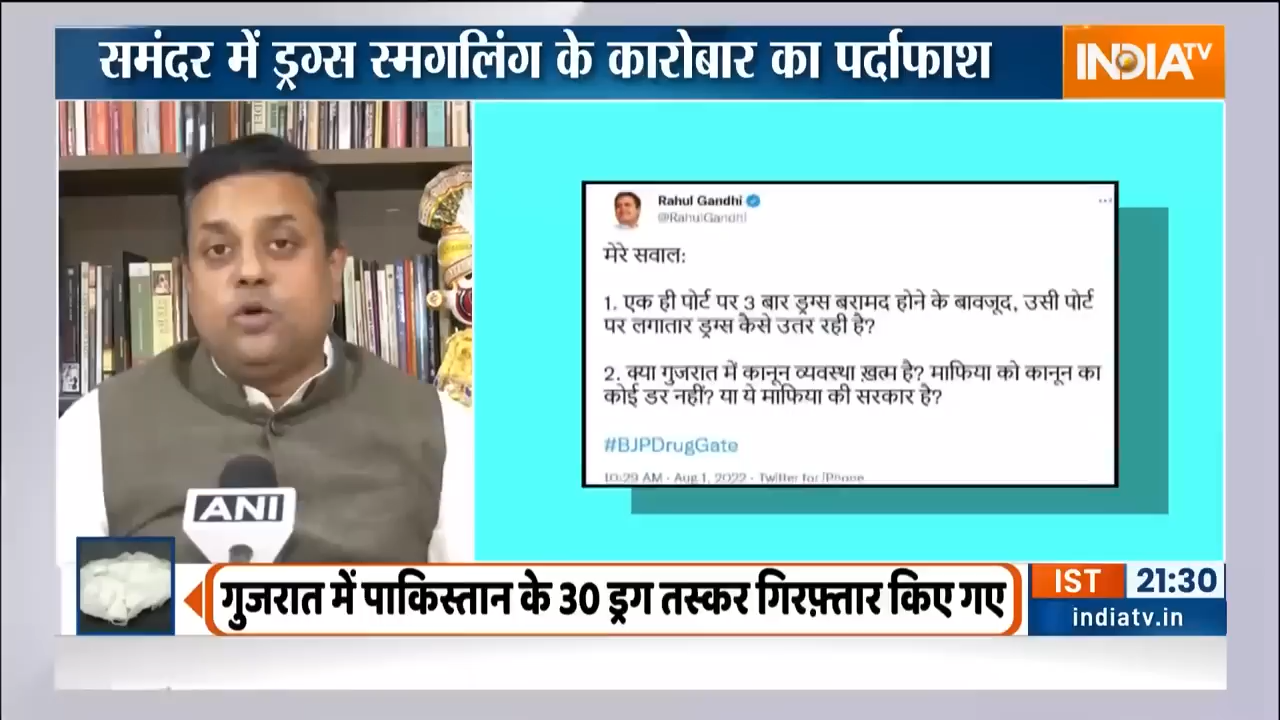 समंदर में ड्रग्स स्मगलिंग के कारोबार का पर्दाफाश
INDIA TV
Rahul Gandhi
@RahulGandhi
मेरे सवाल:
1. एक ही पोर्ट पर 3 बार ड्रग्स बरामद होने के बावजूद, उसी पोर्ट
पर लगातार ड्रग्स कैसे उतर रही है?
2. क्या गुजरात में कानून व्यवस्था ख़त्म है? माफिया को कानून का
कोई डर नहीं? या ये माफिया की सरकार है?
#BJPDrugGate
10:29 AM · Aug 1, 2022 · Twitter for iPhone
ANI
गुजरात में पाकिस्तान के 30 ड्रग तस्कर गिरफ़्तार किए गए
IST 21:30
indiatv.in